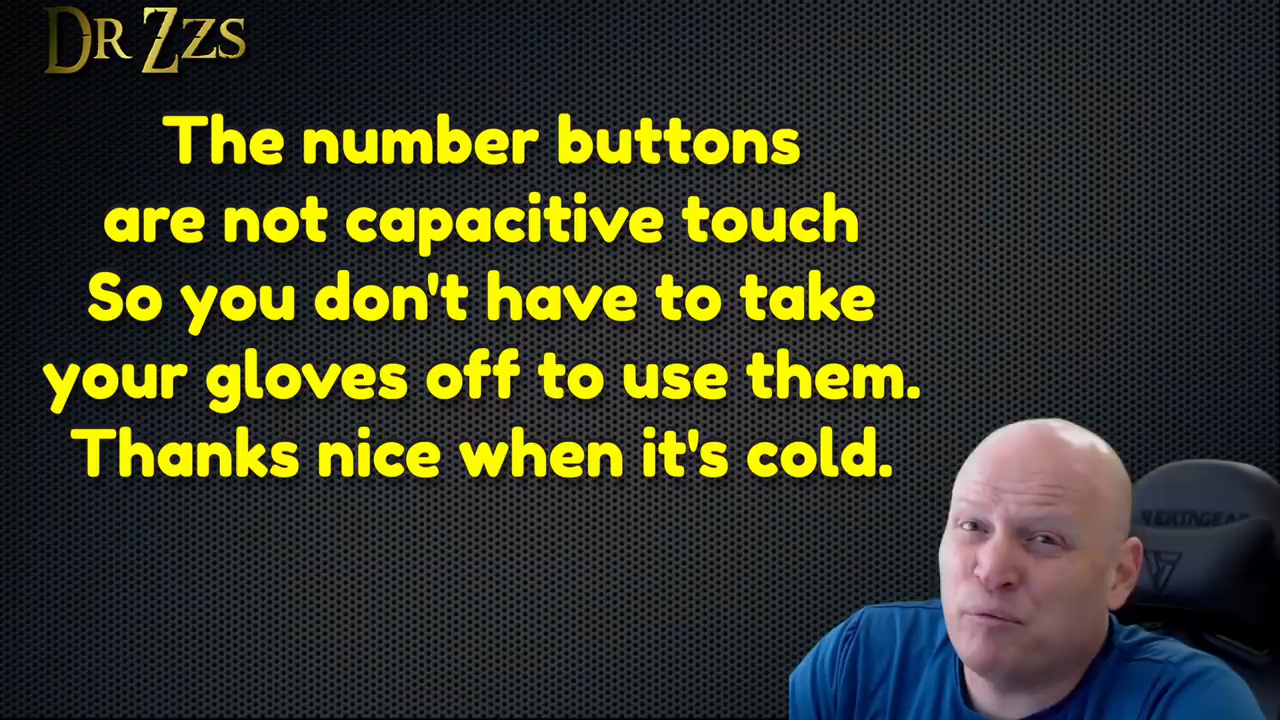 DR ZZS
The number buttons
are not capacitive touch
So you don't have to take
your gloves off to use them.
Thanks nice when it's cold.
VERTAGEAR